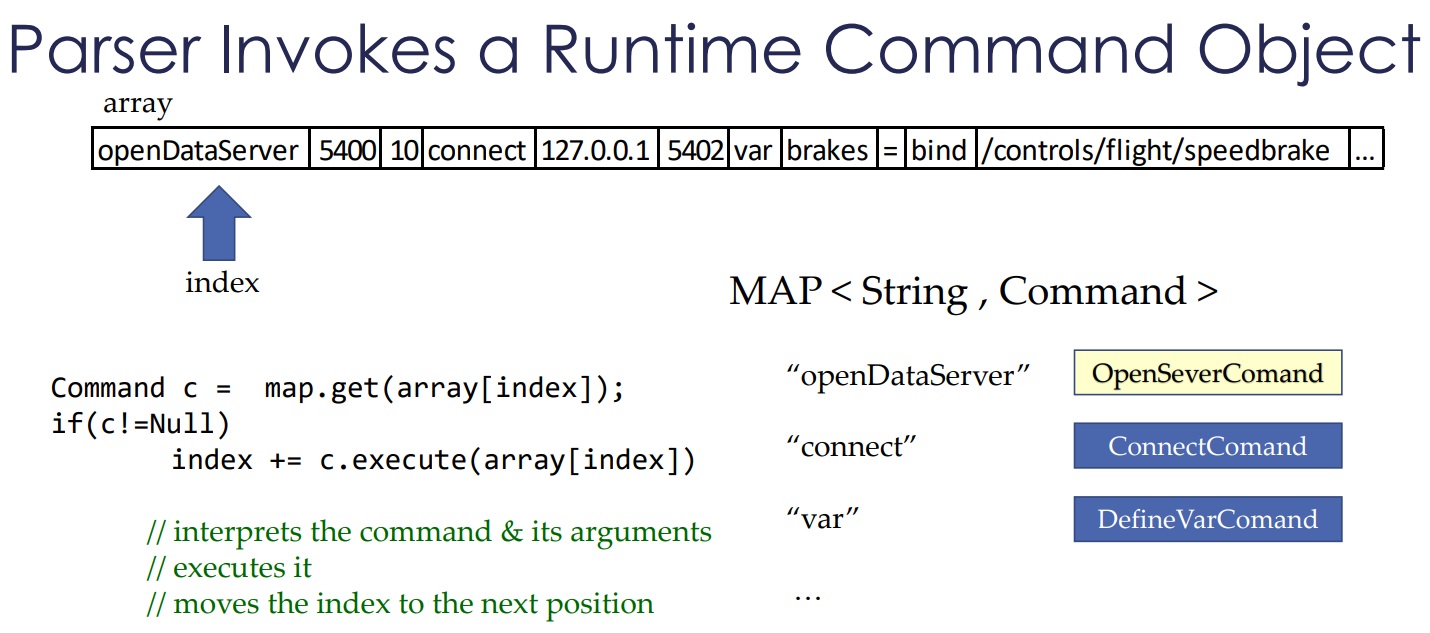 Parser Invokes a Runtime Command Object
array
openDataServer 5400 10 connect 127.0.0.1 5402 var brakes = bind /controls/flight/speedbrake ...
index
MAP < String , Command >
“openDataServer” OpenSeverComand
Command c =  map.get(array[index]);
if(c!=Null)
“connect” ConnectComand
index += c.execute(array[index])
“var” DefineVarComand
// interprets the command & its arguments
// executes it
// moves the index to the next position
…